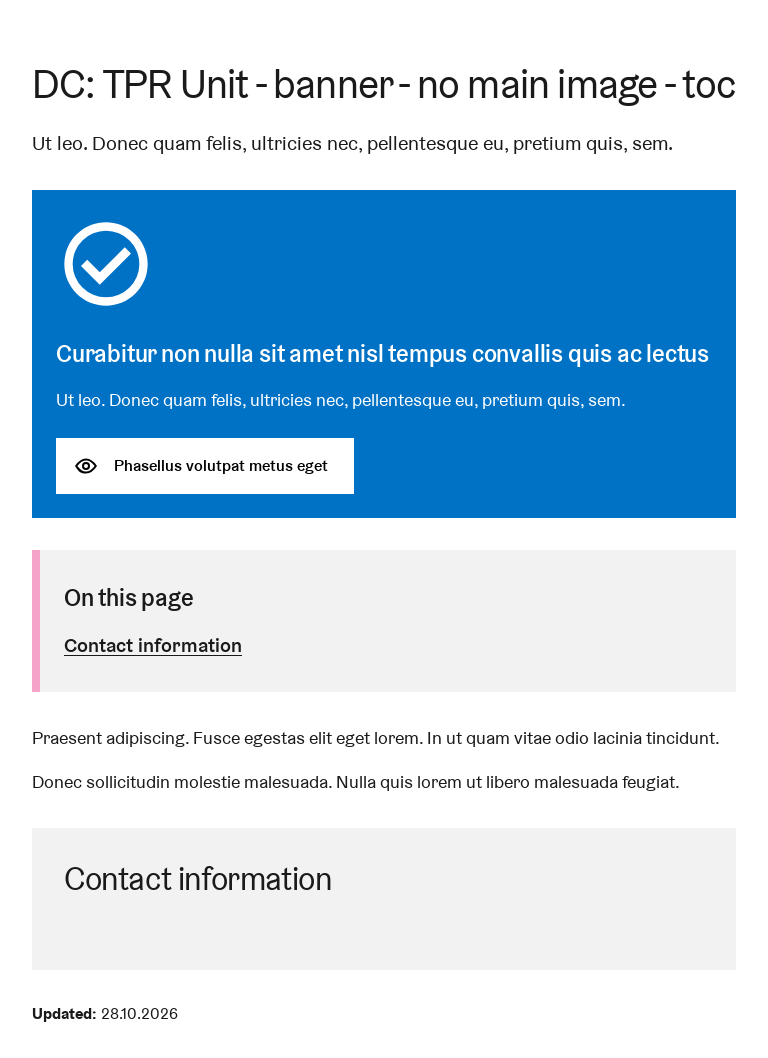 DC: TPR Unit - banner - no main image - toc
Ut leo. Donec quam felis, ultricies nec, pellentesque eu, pretium quis, sem.
Curabitur non nulla sit amet nisl tempus convallis quis ac lectus
Ut leo. Donec quam felis, ultricies nec, pellentesque eu, pretium quis, sem.
Phasellus volutpat metus eget
On this page
Contact information
Praesent adipiscing. Fusce egestas elit eget lorem. In ut quam vitae odio lacinia tincidunt.
Donec sollicitudin molestie malesuada. Nulla quis lorem ut libero malesuada feugiat.
Contact information
Updated: 28.10.2026